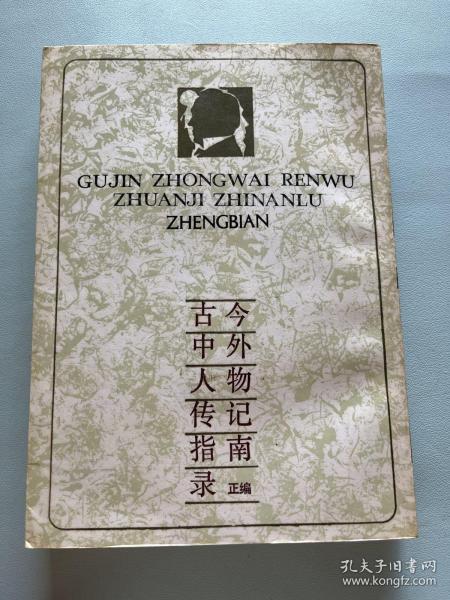 GUJIN ZHONGWAI RENWU
ZHUANJI ZHINANLU
ZHENGBIAN
古今
中外
人物
传记
指南
录 正编
孔夫子旧书网
www.kongfz.com